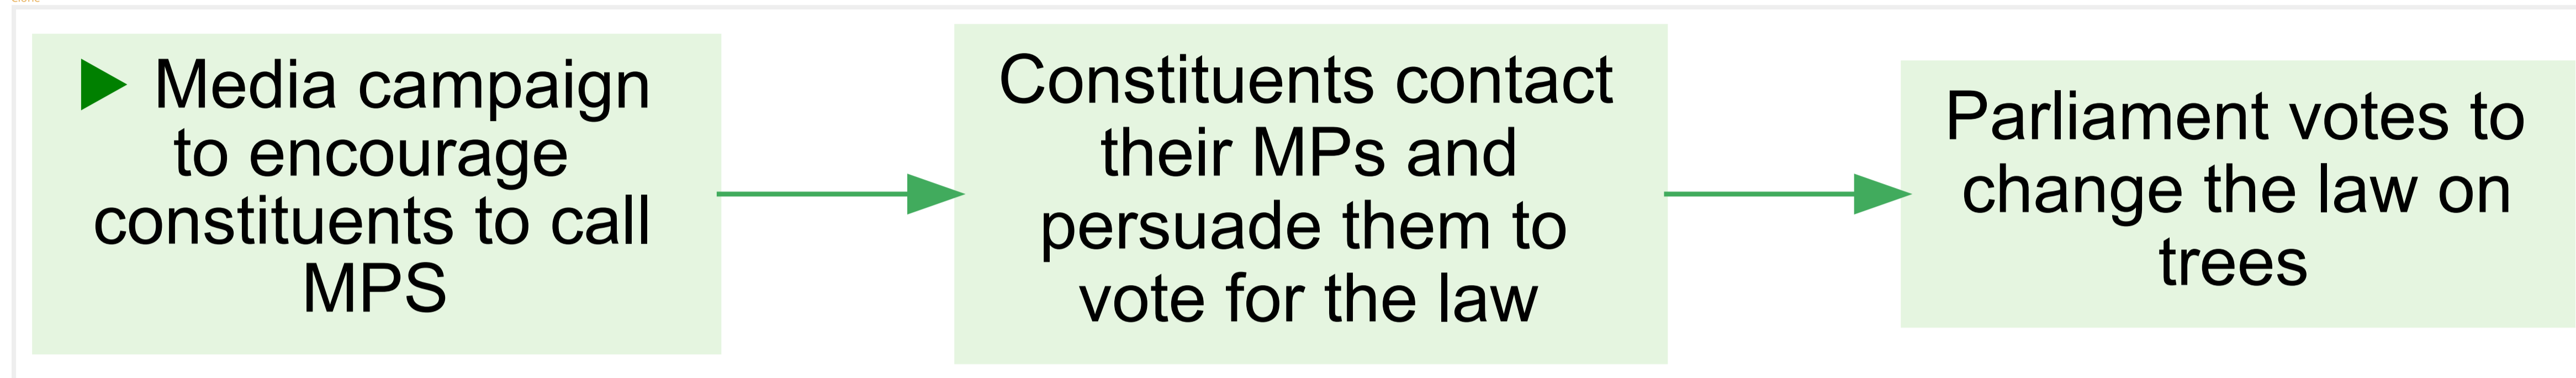 Media campaign
to encourage
constituents to call
MPS
Constituents contact
their MPs and
persuade them to
vote for the law
Parliament votes to
change the law on
trees